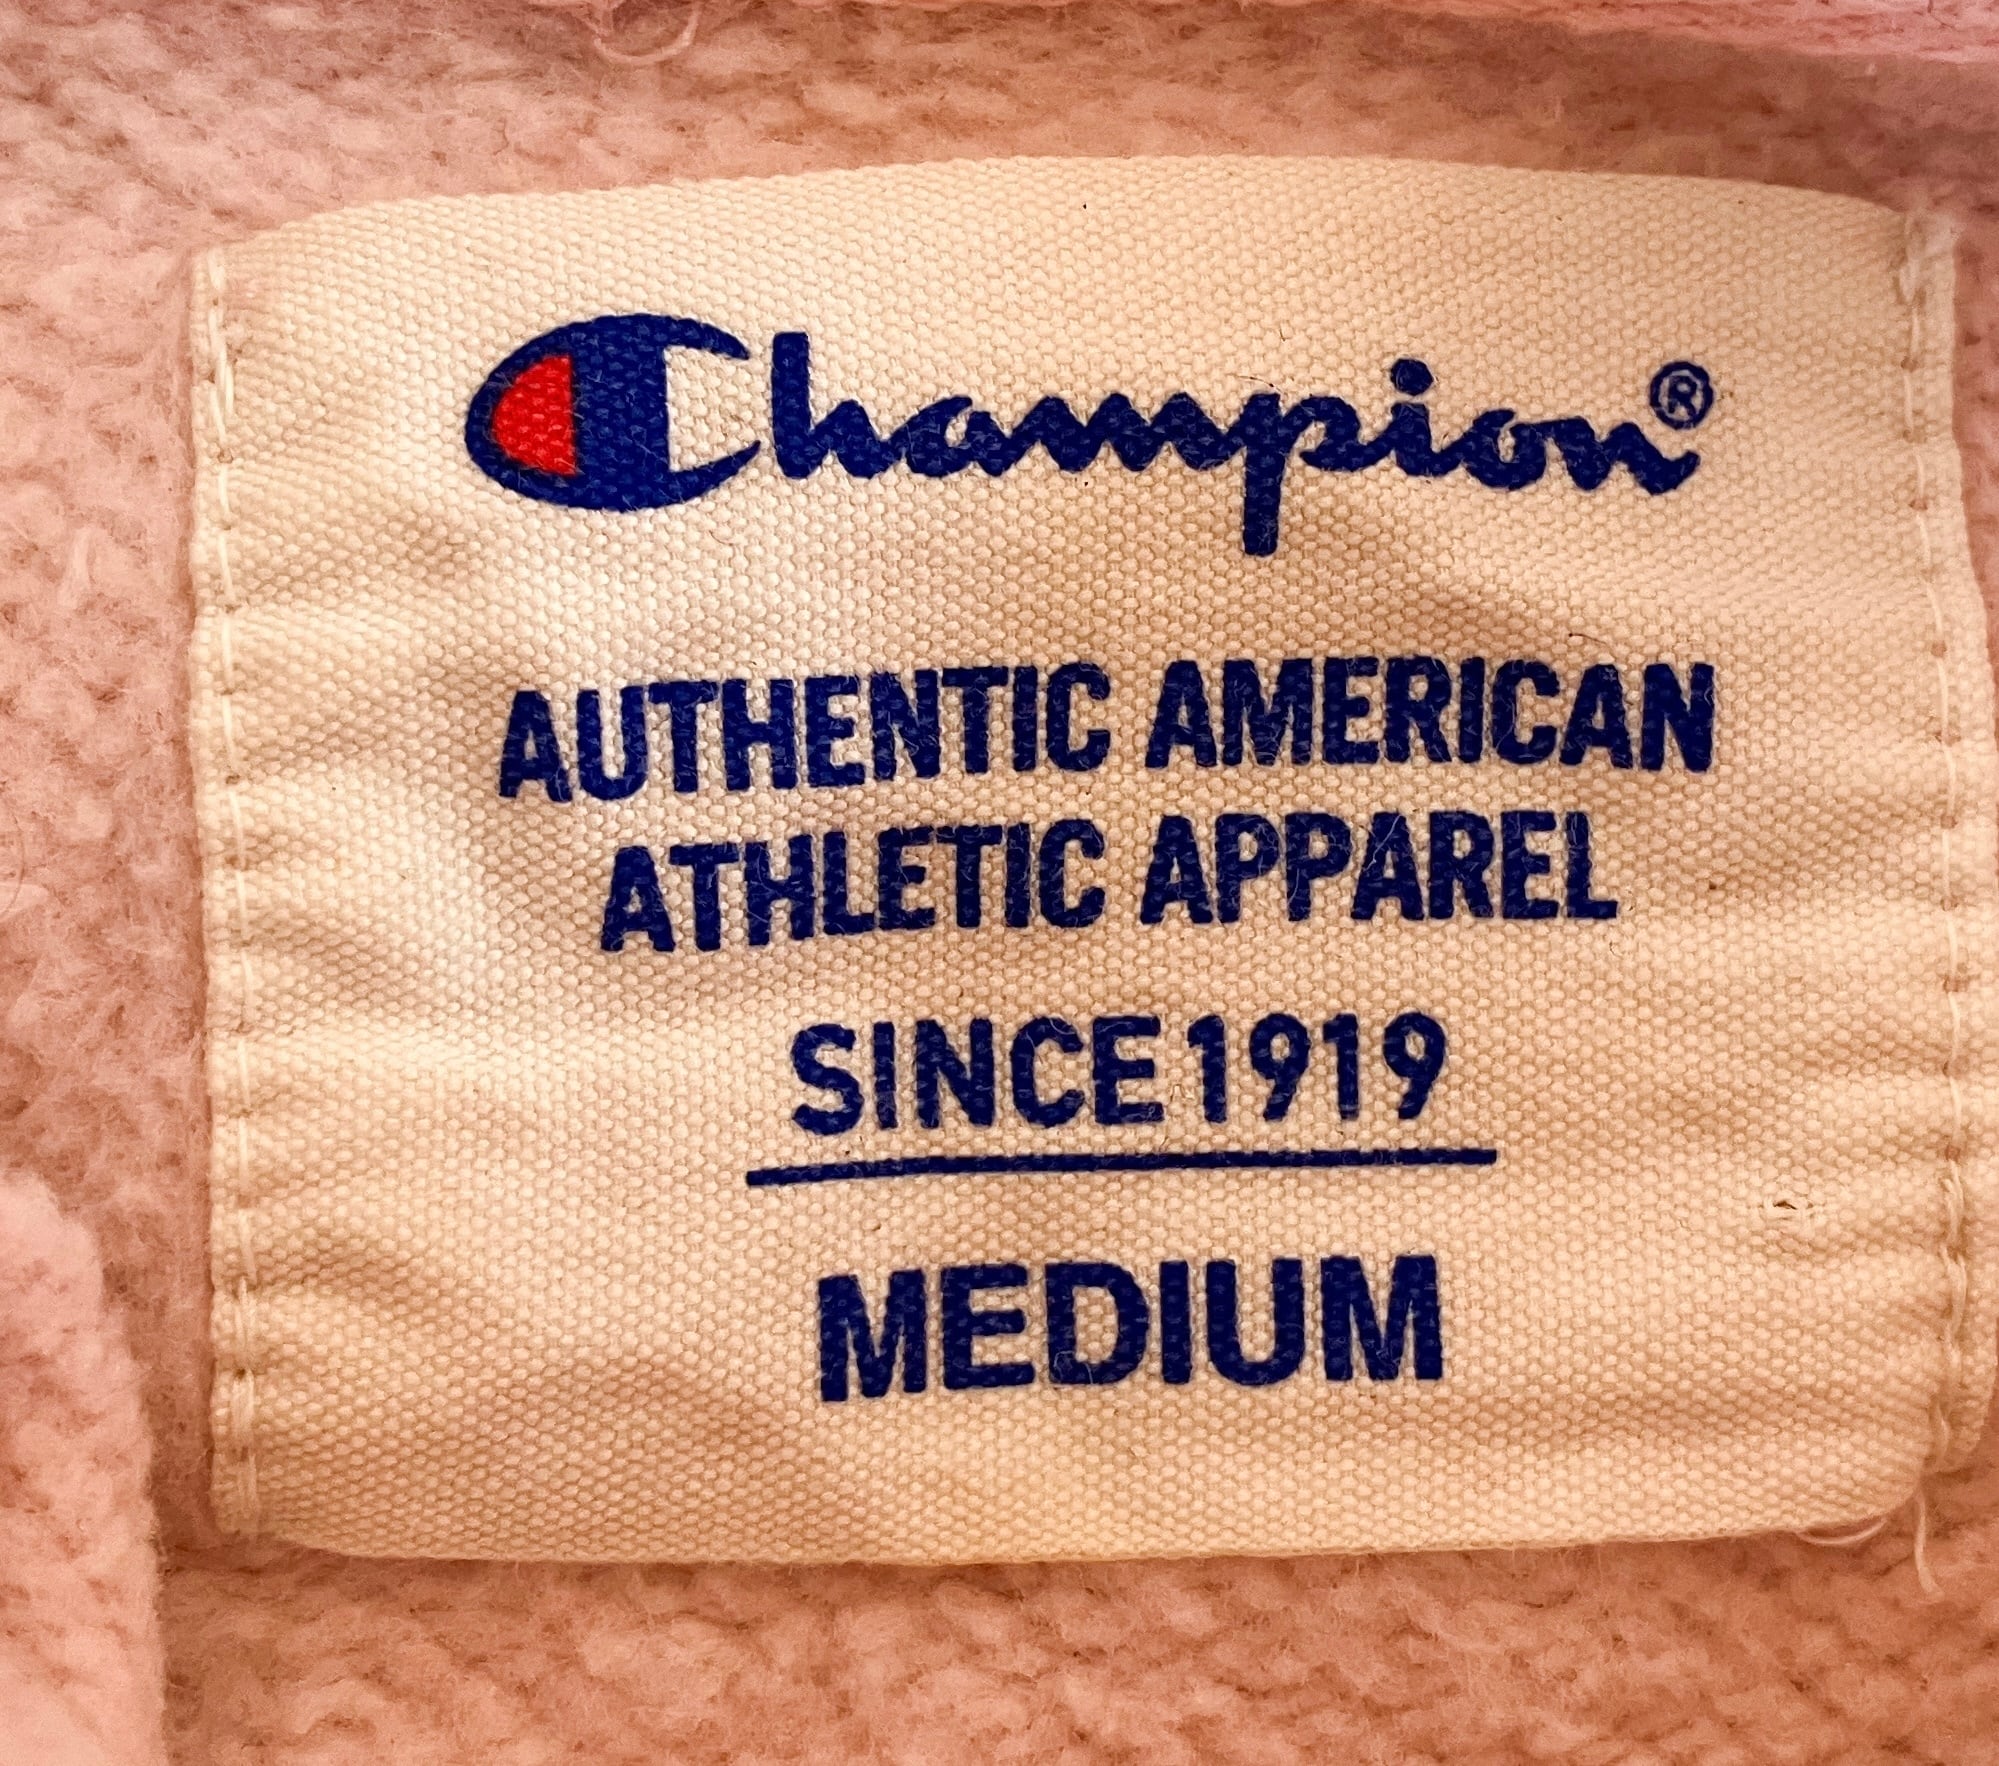 Champion®
AUTHENTIC AMERICAN
ATHLETIC APPAREL
SINCE 1919
MEDIUM